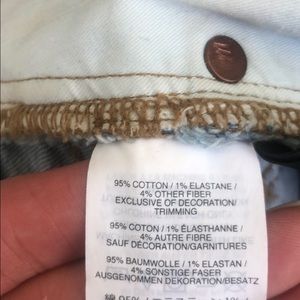 95% COTTON / 1% ELASTANE /
4% OTHER FIBER
EXCLUSIVE OF DECORATION/
TRIMMING
95% COTON / 1% ÉLASTHANNE /
4% AUTRE FIBRE
SAUF DÉCORATION/GARNITURES
95% BAUMWOLLE / 1% ELASTAN /
4% SONSTIGE FASER
AUSGENOMMEN DEKORATION/BESATZ